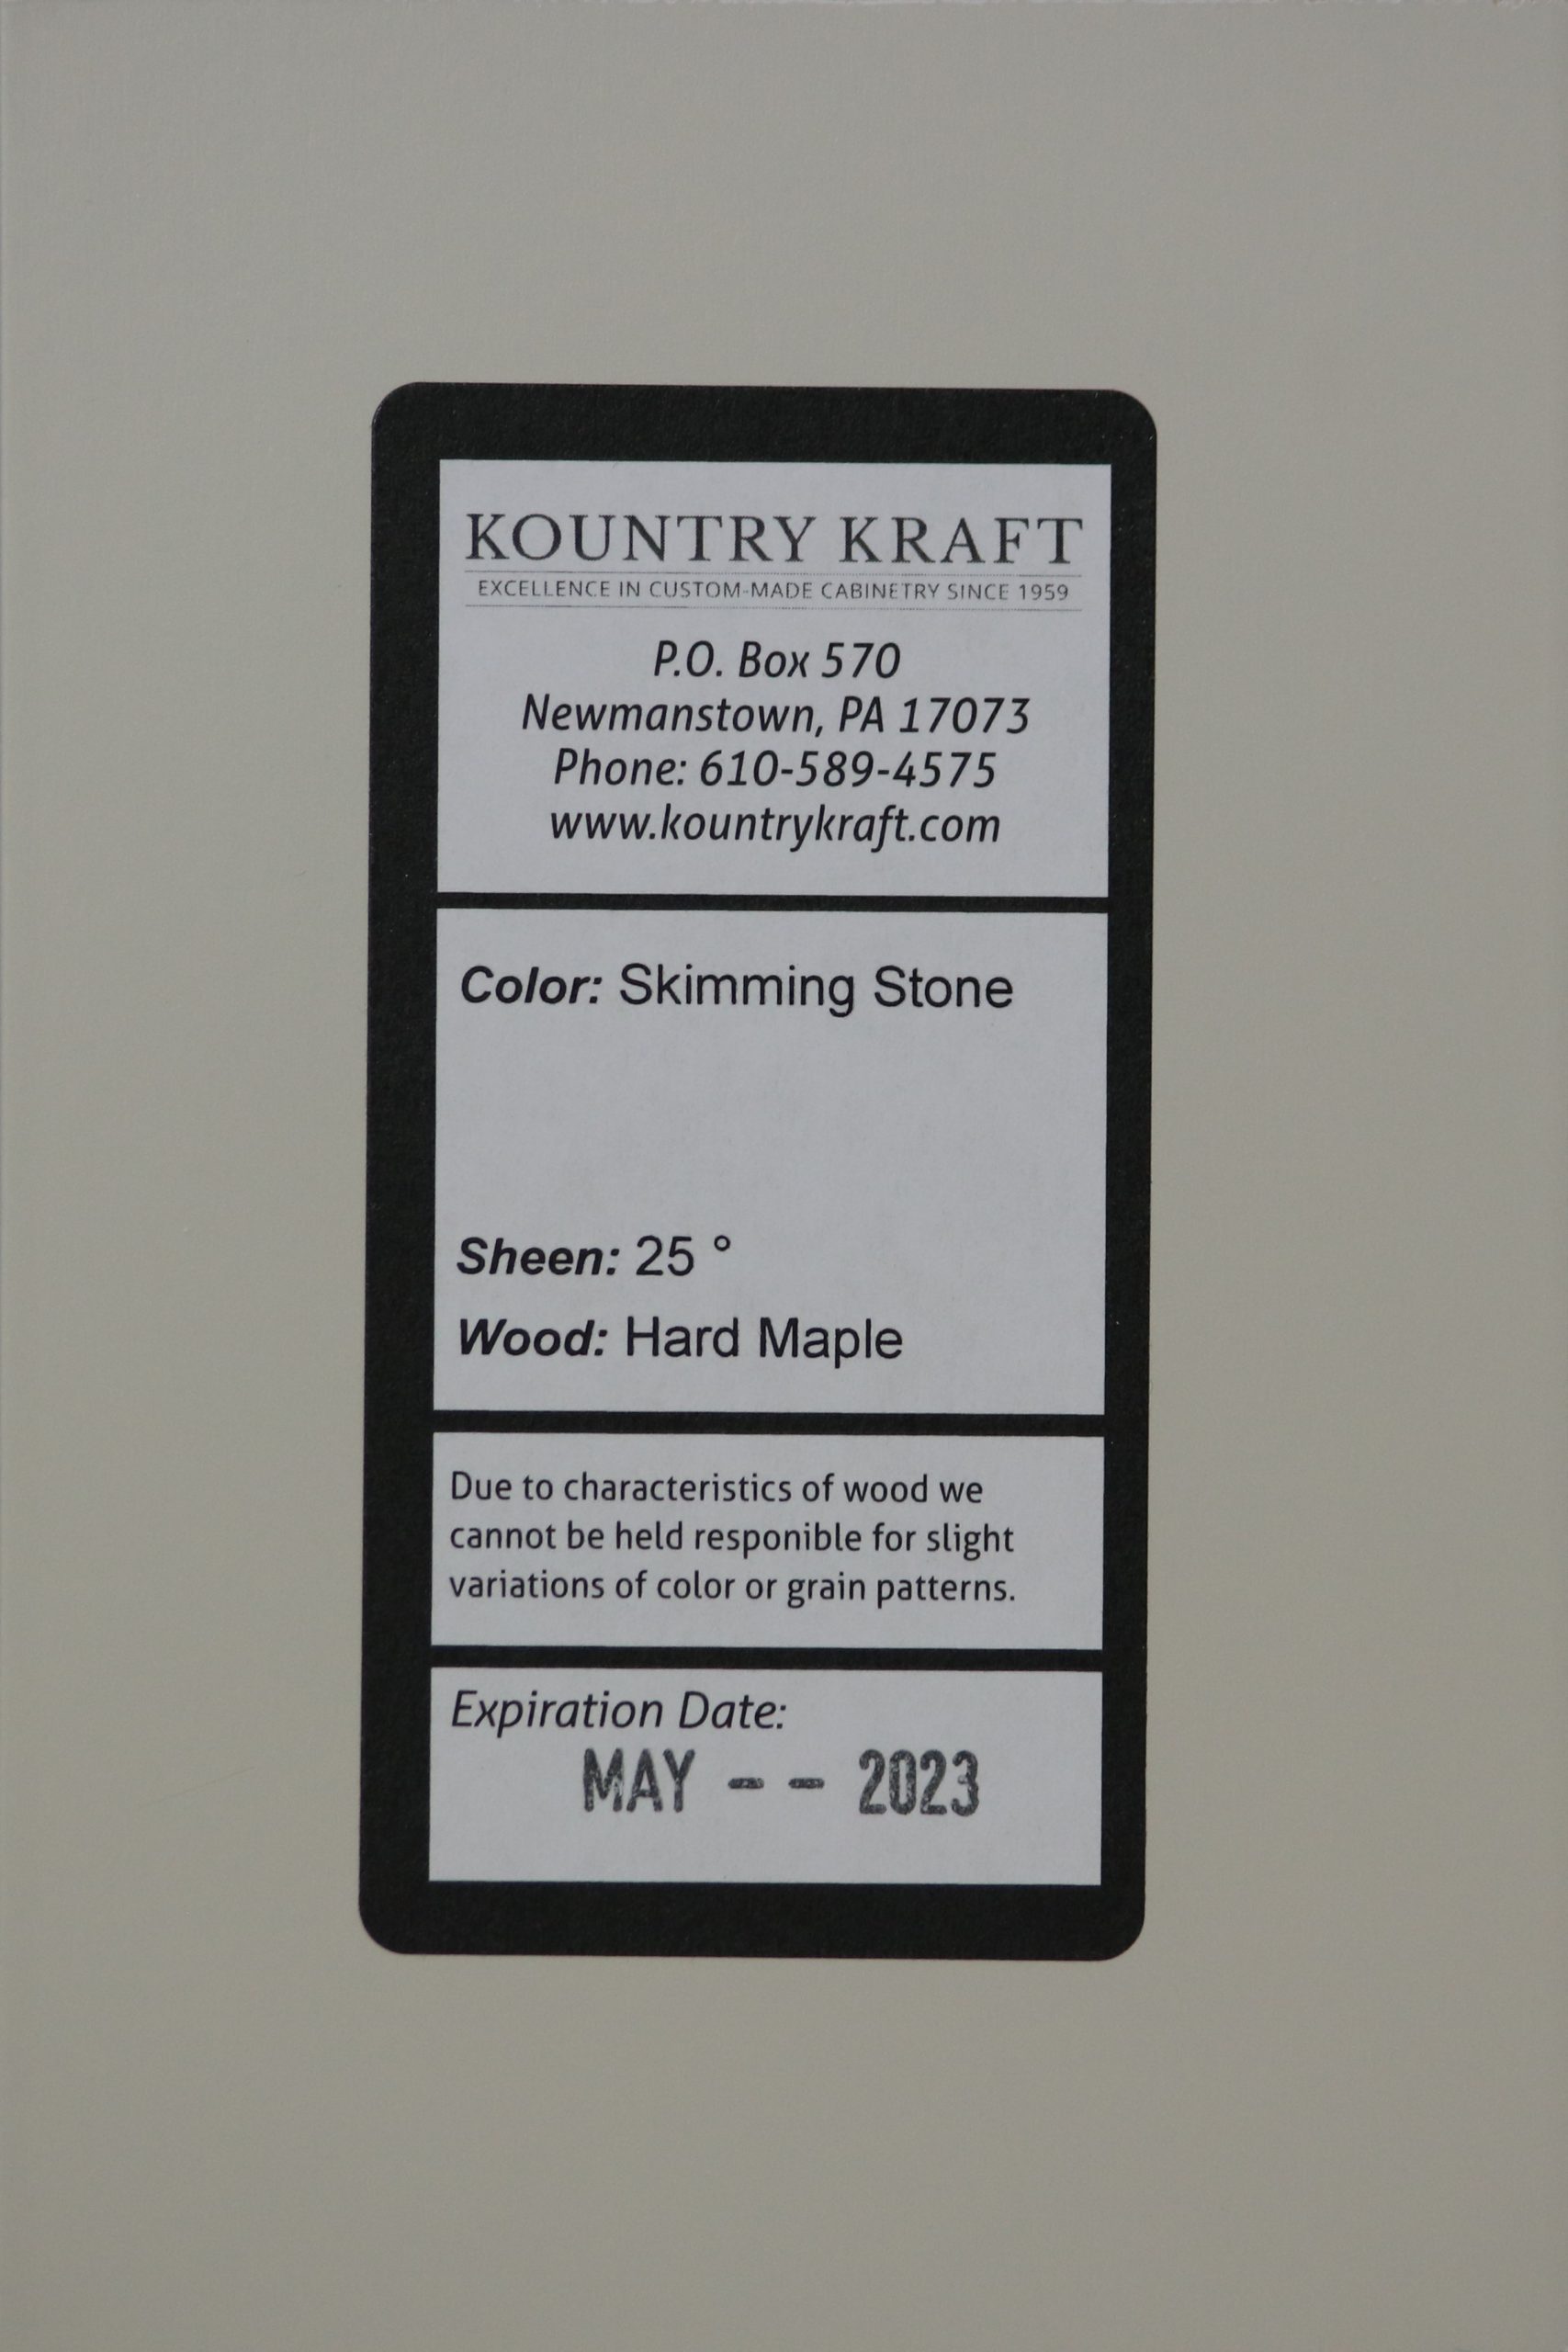 KOUNTRY KRAFT
EXCELLENCE IN CUSTOM-MADE CABINETRY SINCE 1959
P.O. Box 570
Newmanstown, PA 17073
Phone: 610-589-4575
www.kountrykraft.com
Color: Skimming Stone
Sheen: 25 °
Wood: Hard Maple
Due to characteristics of wood we
cannot be held responible for slight
variations of color or grain patterns.
Expiration Date:
MAY -- 2023